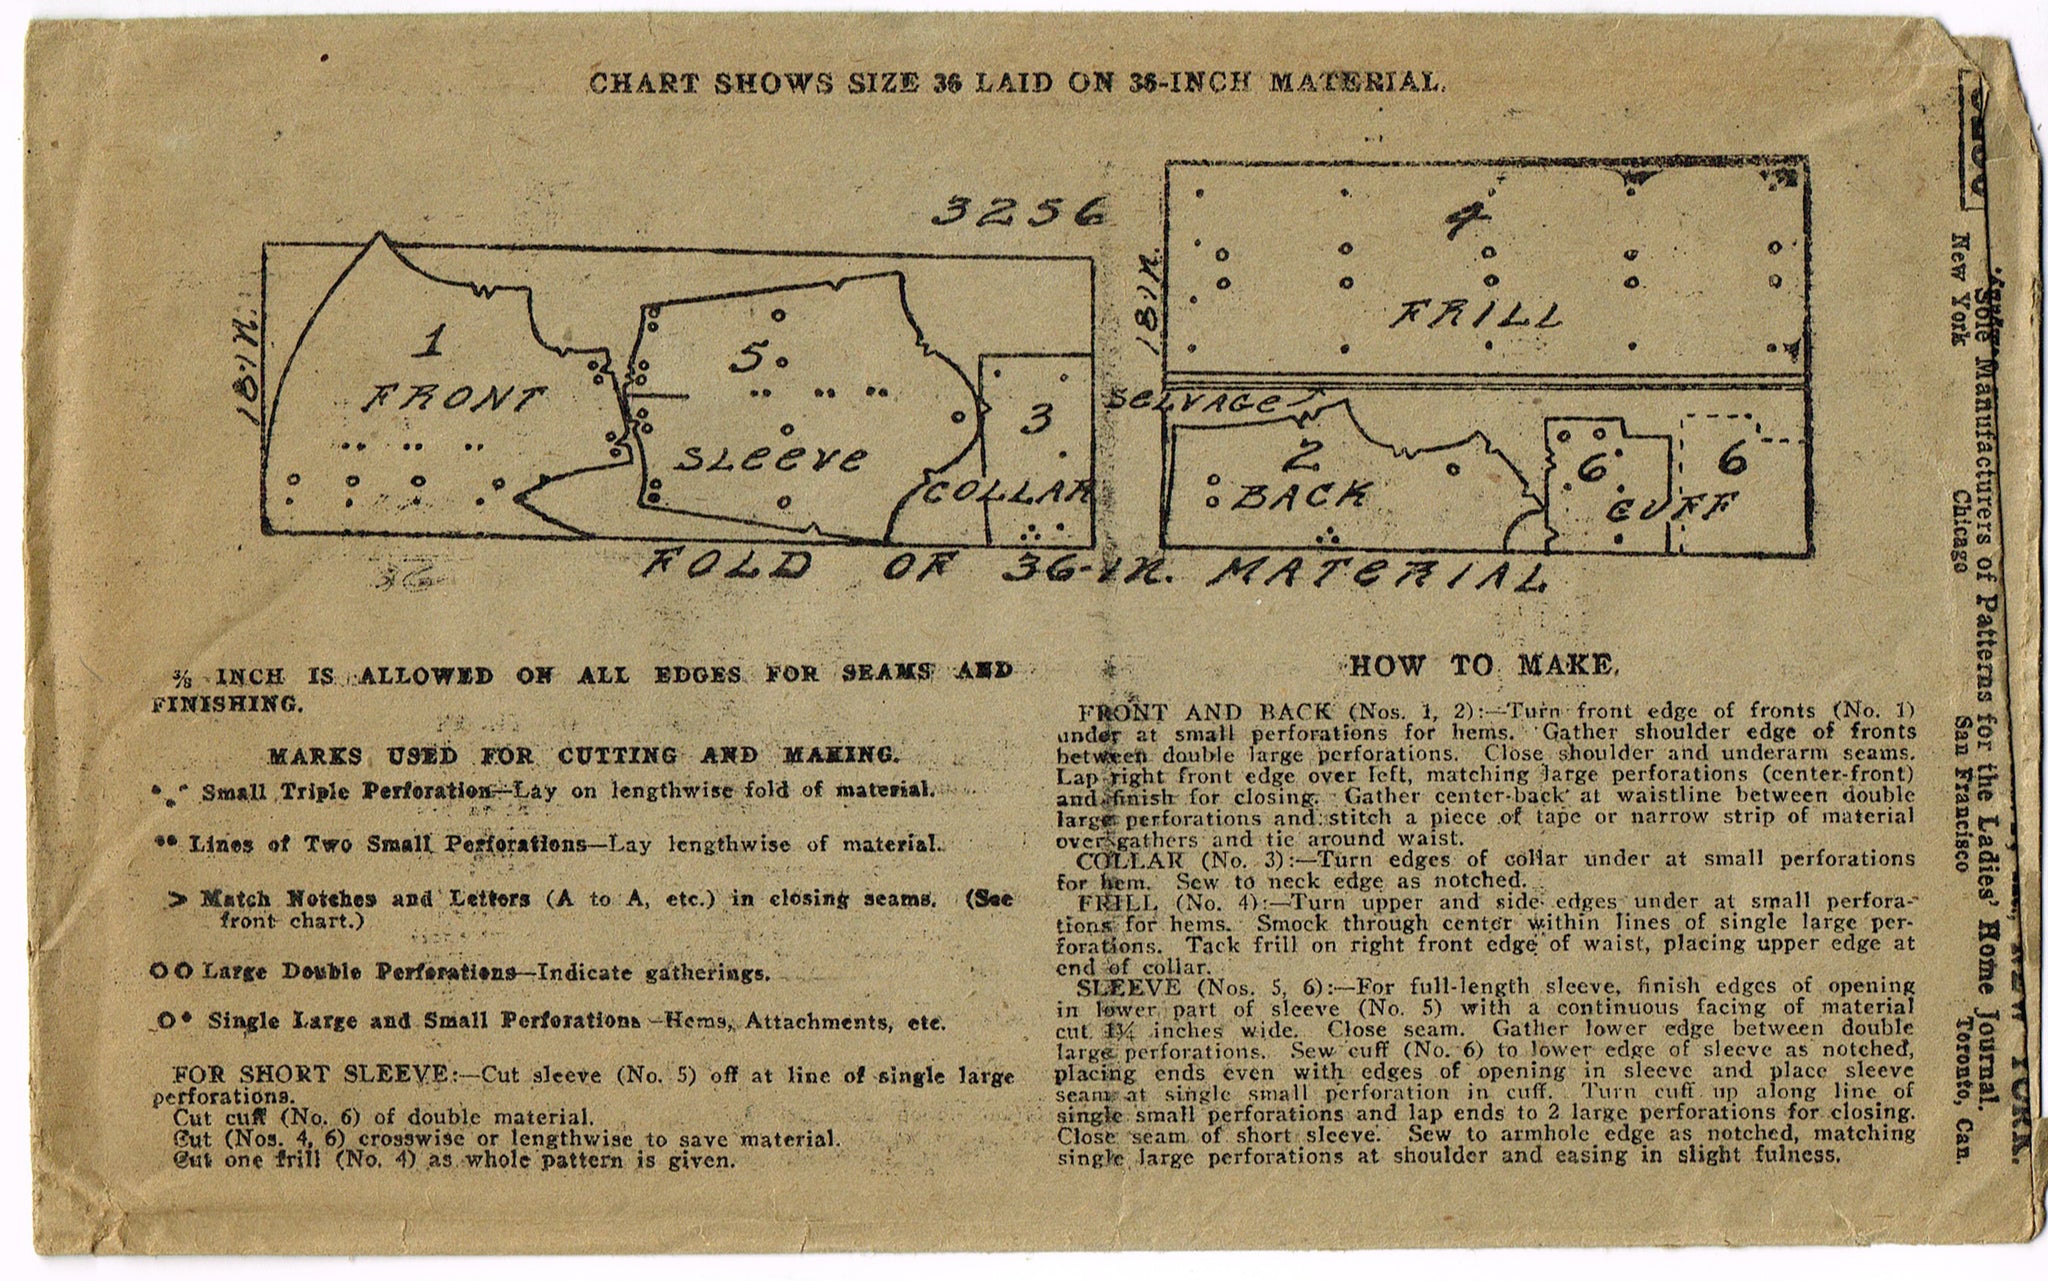 CHART SHOWS SIZE 36 LAID ON 36-INCH MATERIAL.
3256
18·IN.
1
FRONT
5
SLEEVE
3
COLLAR
18·IN.
4
FRILL
SELVAGE
2
BACK
6
CUFF
6
36
FOLD OF 36-IN. MATERIAL
⅜ INCH IS ALLOWED ON ALL EDGES FOR SEAMS AND
FINISHING.
MARKS USED FOR CUTTING AND MAKING.
Small Triple Perforation—Lay on lengthwise fold of material.
Lines of Two Small Perforations—Lay lengthwise of material.
> Match Notches and Letters (A to A, etc.) in closing seams. (See
front chart.)
OO Large Double Perforations—Indicate gatherings.
O• Single Large and Small Perforations—Hems, Attachments, etc.
FOR SHORT SLEEVE:—Cut sleeve (No. 5) off at line of single large
perforations.
Cut cuff (No. 6) of double material.
Cut (Nos. 4, 6) crosswise or lengthwise to save material.
Cut one frill (No. 4) as whole pattern is given.
HOW TO MAKE.
FRONT AND BACK (Nos. 1, 2):—Turn front edge of fronts (No. 1)
under at small perforations for hems. Gather shoulder edge of fronts
between double large perforations. Close shoulder and underarm seams.
Lap right front edge over left, matching large perforations (center-front)
and finish for closing. Gather center-back at waistline between double
large perforations and stitch a piece of tape or narrow strip of material
over gathers and tie around waist.
COLLAR (No. 3):—Turn edges of collar under at small perforations
for hem. Sew to neck edge as notched.
FRILL (No. 4):—Turn upper and side edges under at small perfora-
tions for hems. Smock through center within lines of single large per-
forations. Tack frill on right front edge of waist, placing upper edge at
end of collar.
SLEEVE (Nos. 5, 6):—For full-length sleeve, finish edges of opening
in lower part of sleeve (No. 5) with a continuous facing of material
cut 1¼ inches wide. Close seam. Gather lower edge between double
large perforations. Sew cuff (No. 6) to lower edge of sleeve as notched,
placing ends even with edges of opening in sleeve and place sleeve
seam at single small perforation in cuff. Turn cuff up along line of
single small perforations and lap ends to 2 large perforations for closing.
Close seam of short sleeve. Sew to armhole edge as notched, matching
single large perforations at shoulder and easing in slight fulness.
Sole Manufacturers of Patterns for the Ladies' Home Journal.
New York Chicago San Francisco Toronto, Can.
YORK.